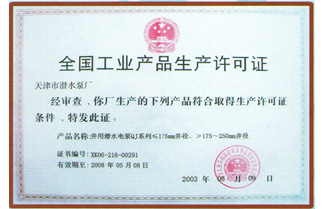 全国工业产品生产许可证
天津市潜水泵厂
经审查，你厂生产的下列产品符合取得生产许可证
条件，特发此证。
产品名称:井用潜水电泵QJ系列≤175mm井径、>175～250mm井径
证书编号: XK06-216-00291
有效期至: 2008 年 05 月 08 日
2003 年 05 月 09 日